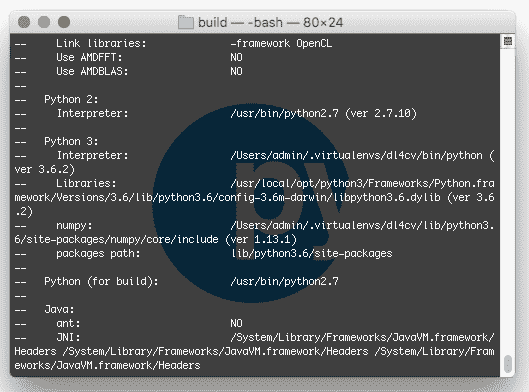 build — -bash — 80×24
--     Link libraries:            -framework OpenCL
--     Use AMDFFT:                NO
--     Use AMDBLAS:               NO
--
--   Python 2:
--     Interpreter:               /usr/bin/python2.7 (ver 2.7.10)
--
--   Python 3:
--     Interpreter:               /Users/admin/.virtualenvs/dl4cv/bin/python (
ver 3.6.2)
--     Libraries:                 /usr/local/opt/python3/Frameworks/Python.fra
mework/Versions/3.6/lib/python3.6/config-3.6m-darwin/libpython3.6.dylib (ver 3.6
.2)
--     numpy:                     /Users/admin/.virtualenvs/dl4cv/lib/python3.
6/site-packages/numpy/core/include (ver 1.13.1)
--     packages path:             lib/python3.6/site-packages
--
--   Python (for build):          /usr/bin/python2.7
--
--   Java:
--     ant:                       NO
--     JNI:                       /System/Library/Frameworks/JavaVM.framework/
Headers /System/Library/Frameworks/JavaVM.framework/Headers /System/Library/Fram
eworks/JavaVM.framework/Headers